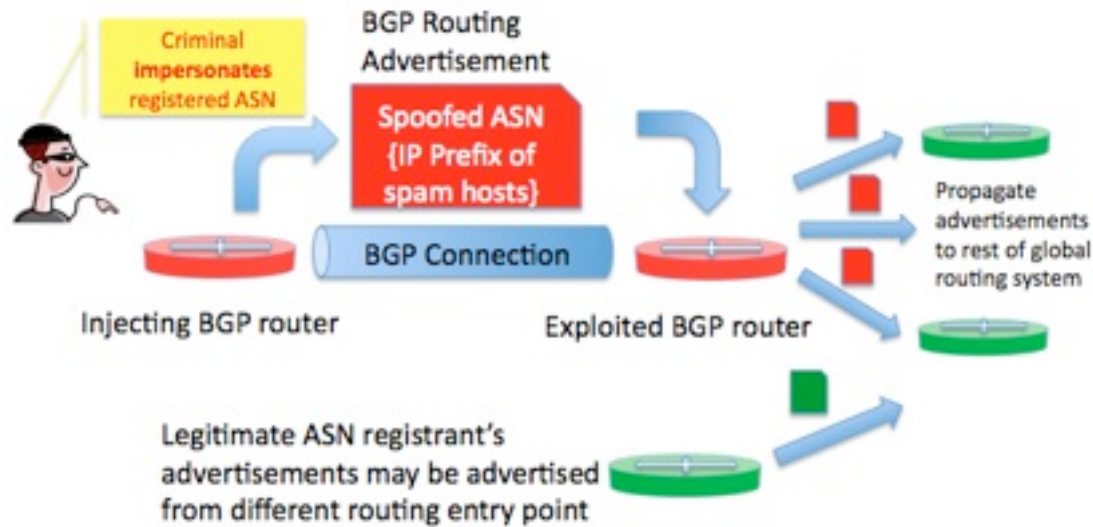 Criminal
impersonates
registered ASN
BGP Routing
Advertisement
Spoofed ASN
{IP Prefix of
spam hosts}
BGP Connection
Injecting BGP router
Exploited BGP router
Propagate
advertisements
to rest of global
routing system
Legitimate ASN registrant's
advertisements may be advertised
from different routing entry point